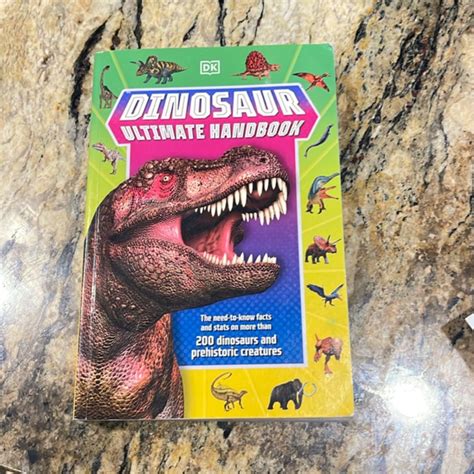 DK
DINOSAUR
ULTIMATE HANDBOOK
The need-to-know facts
and stats on more than
200 dinosaurs and
prehistoric creatures